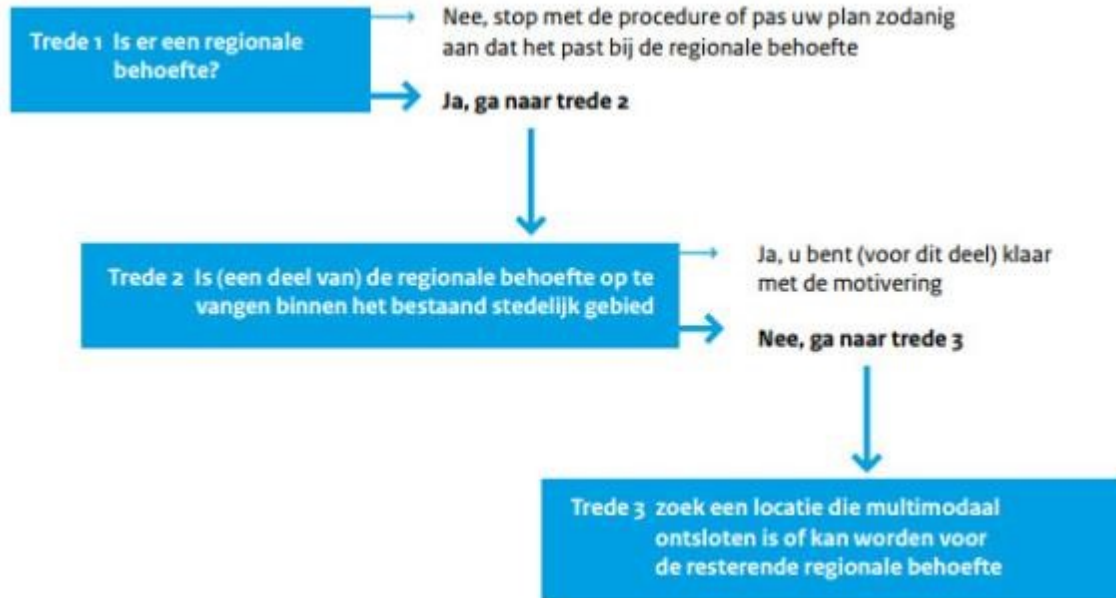 Trede 1 Is er een regionale
behoefte?
Nee, stop met de procedure of pas uw plan zodanig
aan dat het past bij de regionale behoefte
Ja, ga naar trede 2
Trede 2 Is (een deel van) de regionale behoefte op te
vangen binnen het bestaand stedelijk gebied
Ja, u bent (voor dit deel) klaar
met de motivering
Nee, ga naar trede 3
Trede 3 zoek een locatie die multimodaal
ontsloten is of kan worden voor
de resterende regionale behoefte